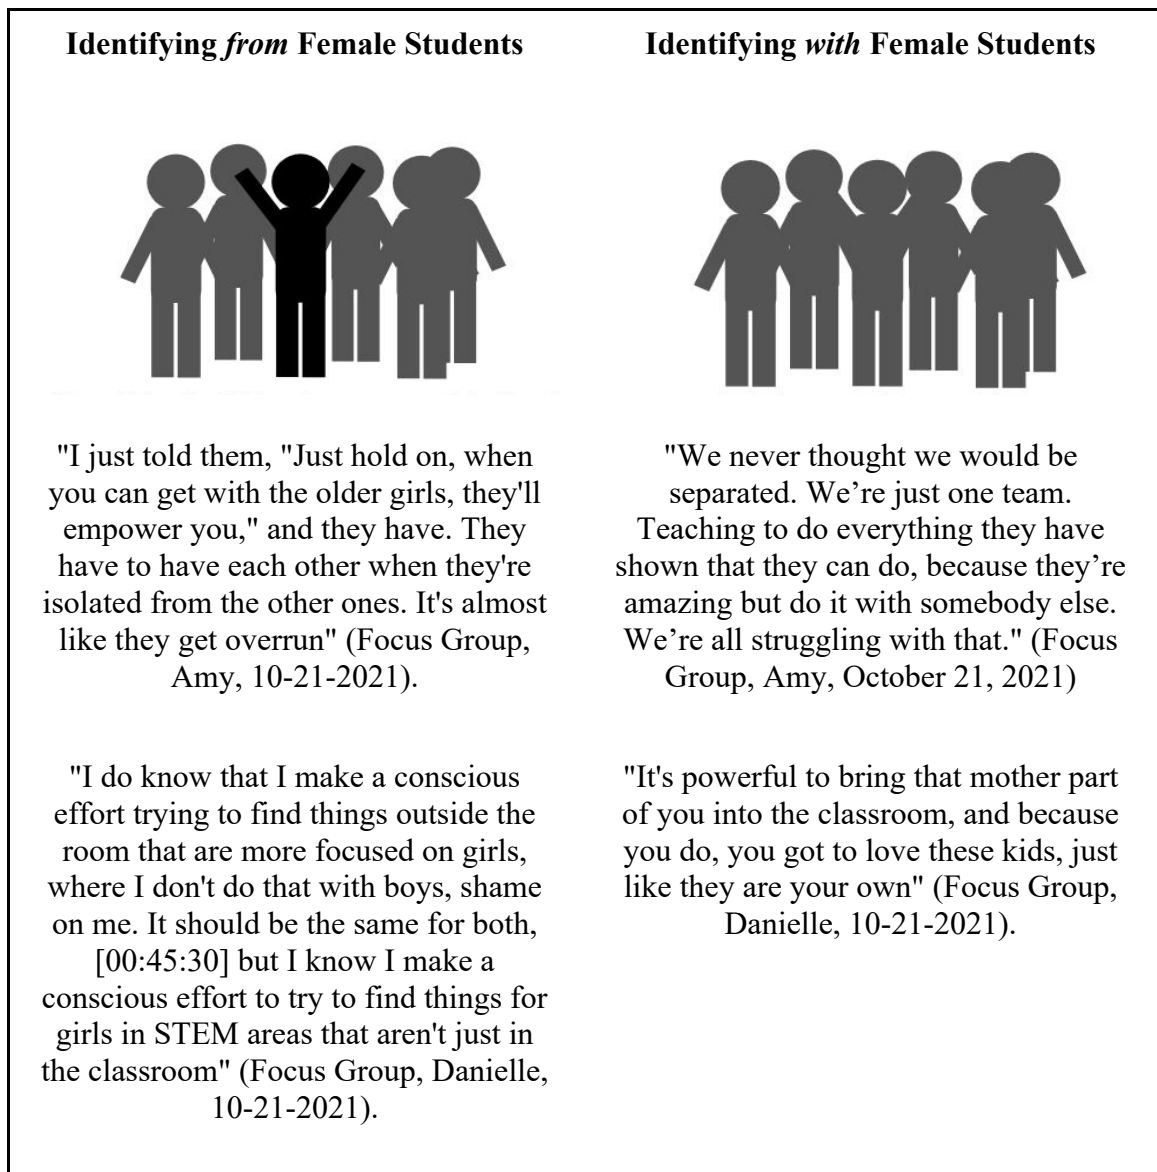 Identifying from Female Students
"I just told them, "Just hold on, when
you can get with the older girls, they'll
empower you," and they have. They
have to have each other when they're
isolated from the other ones. It's almost
like they get overrun" (Focus Group,
Amy, 10-21-2021).
"I do know that I make a conscious
effort trying to find things outside the
room that are more focused on girls,
where I don't do that with boys, shame
on me. It should be the same for both,
[00:45:30] but I know I make a
conscious effort to try to find things for
girls in STEM areas that aren't just in
the classroom" (Focus Group, Danielle,
10-21-2021).
Identifying with Female Students
"We never thought we would be
separated. We’re just one team.
Teaching to do everything they have
shown that they can do, because they’re
amazing but do it with somebody else.
We’re all struggling with that." (Focus
Group, Amy, October 21, 2021)
"It's powerful to bring that mother part
of you into the classroom, and because
you do, you got to love these kids, just
like they are your own" (Focus Group,
Danielle, 10-21-2021).